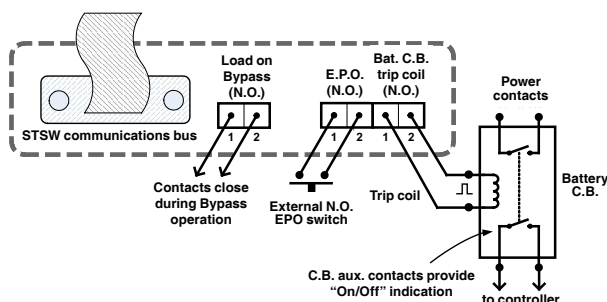 Load on
Bypass
(N.O.)
E.P.O.
(N.O.)
Bat. C.B.
trip coil
(N.O.)
Power
contacts
STSW communications bus
1 2
1 2
1 2
Contacts close
during Bypass
operation
External N.O.
EPO switch
Trip coil
Battery
C.B.
C.B. aux. contacts provide
“On/Off” indication
to controller